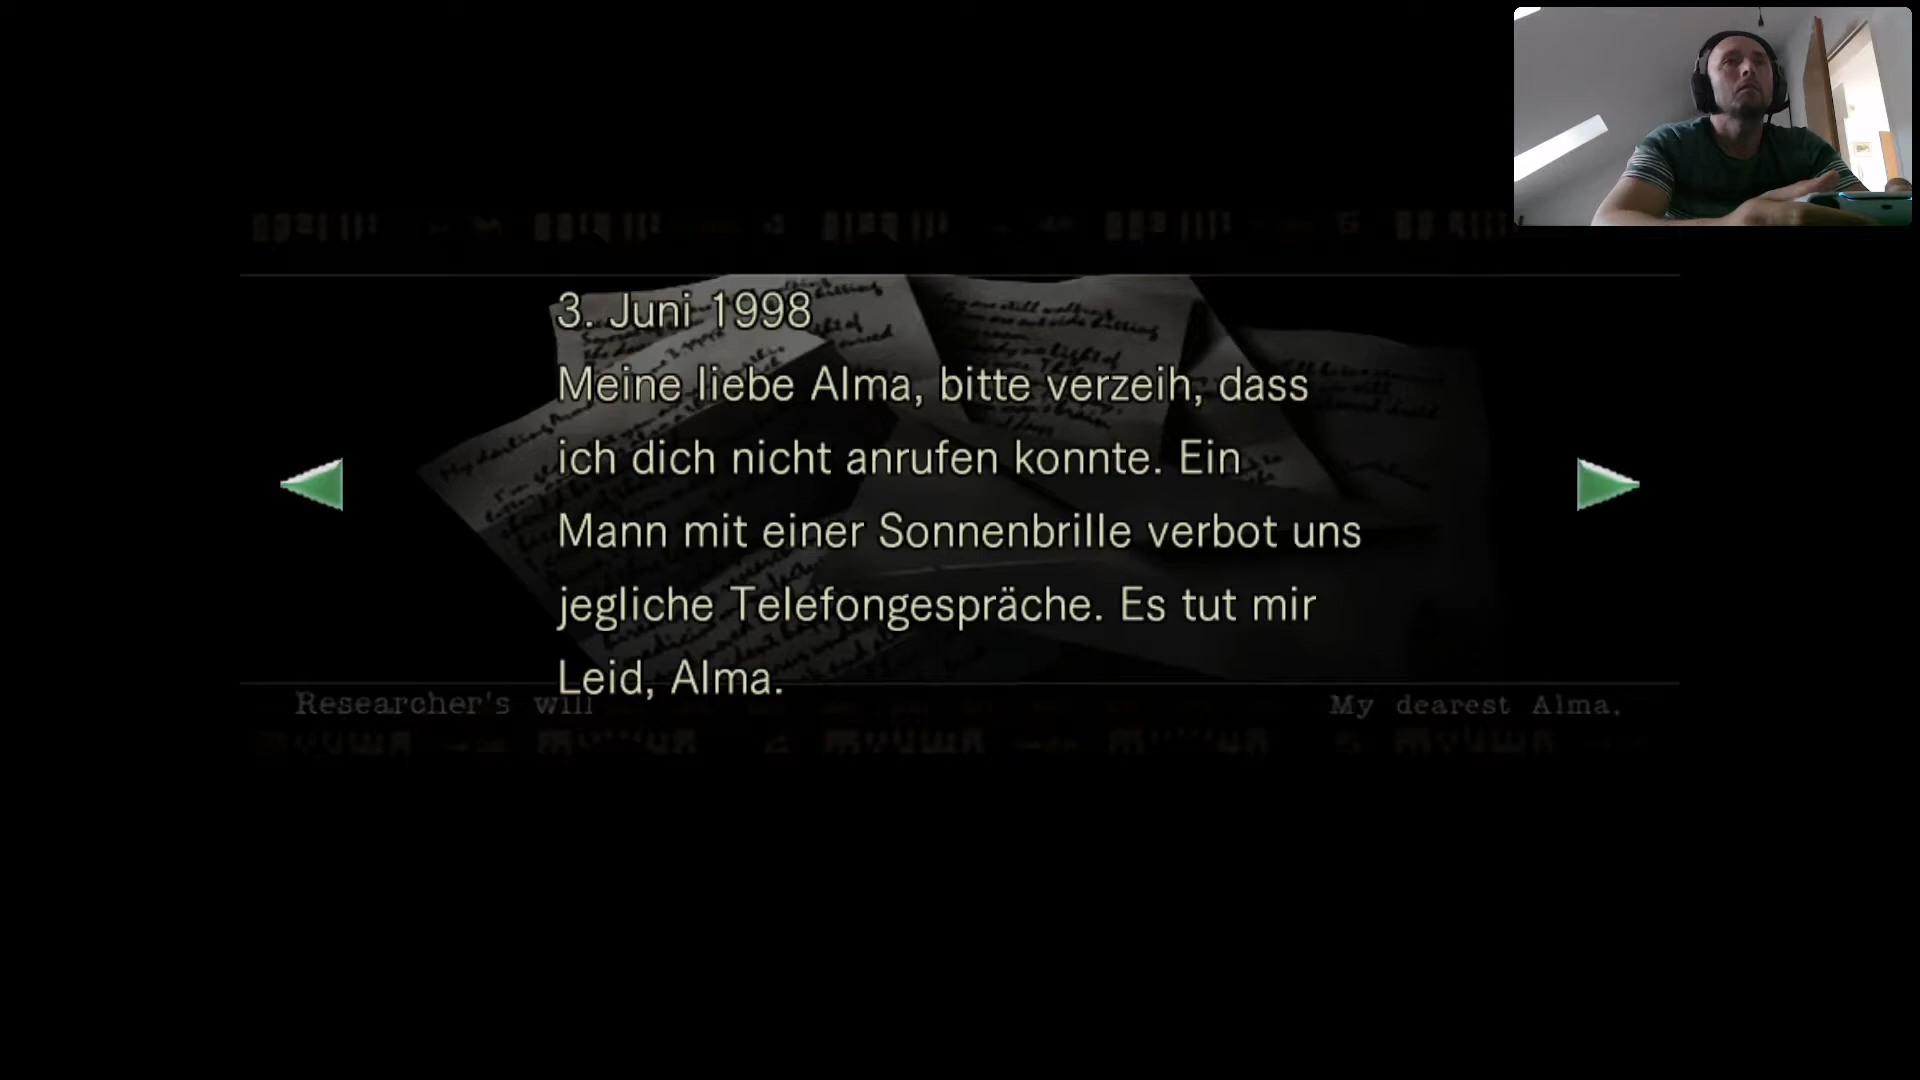 3. Juni 1998
Meine liebe Alma, bitte verzeih, dass
ich dich nicht anrufen konnte. Ein
Mann mit einer Sonnenbrille verbot uns
jegliche Telefongespräche. Es tut mir
Leid, Alma.
Researcher's will
My dearest Alma,